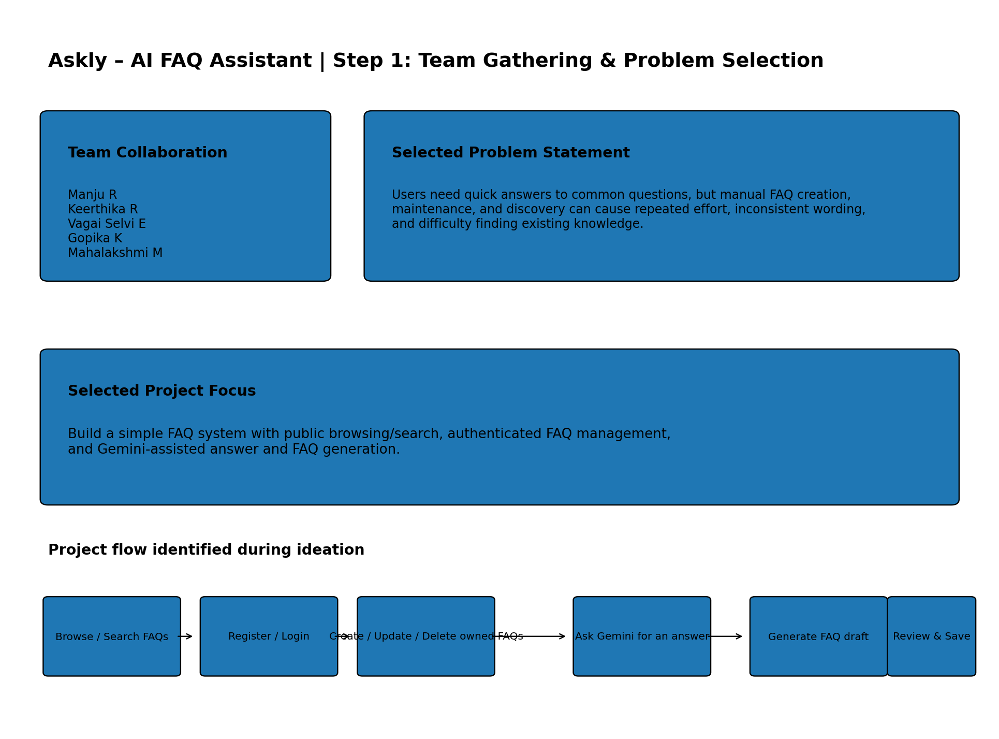 Askly – AI FAQ Assistant | Step 1: Team Gathering & Problem Selection
Team Collaboration
Manju R
Keerthika R
Vagai Selvi E
Gopika K
Mahalakshmi M
Selected Problem Statement
Users need quick answers to common questions, but manual FAQ creation,
maintenance, and discovery can cause repeated effort, inconsistent wording,
and difficulty finding existing knowledge.
Selected Project Focus
Build a simple FAQ system with public browsing/search, authenticated FAQ management,
and Gemini-assisted answer and FAQ generation.
Project flow identified during ideation
Browse / Search FAQs
Register / Login
Create / Update / Delete owned FAQs
Ask Gemini for an answer
Generate FAQ draft
Review & Save